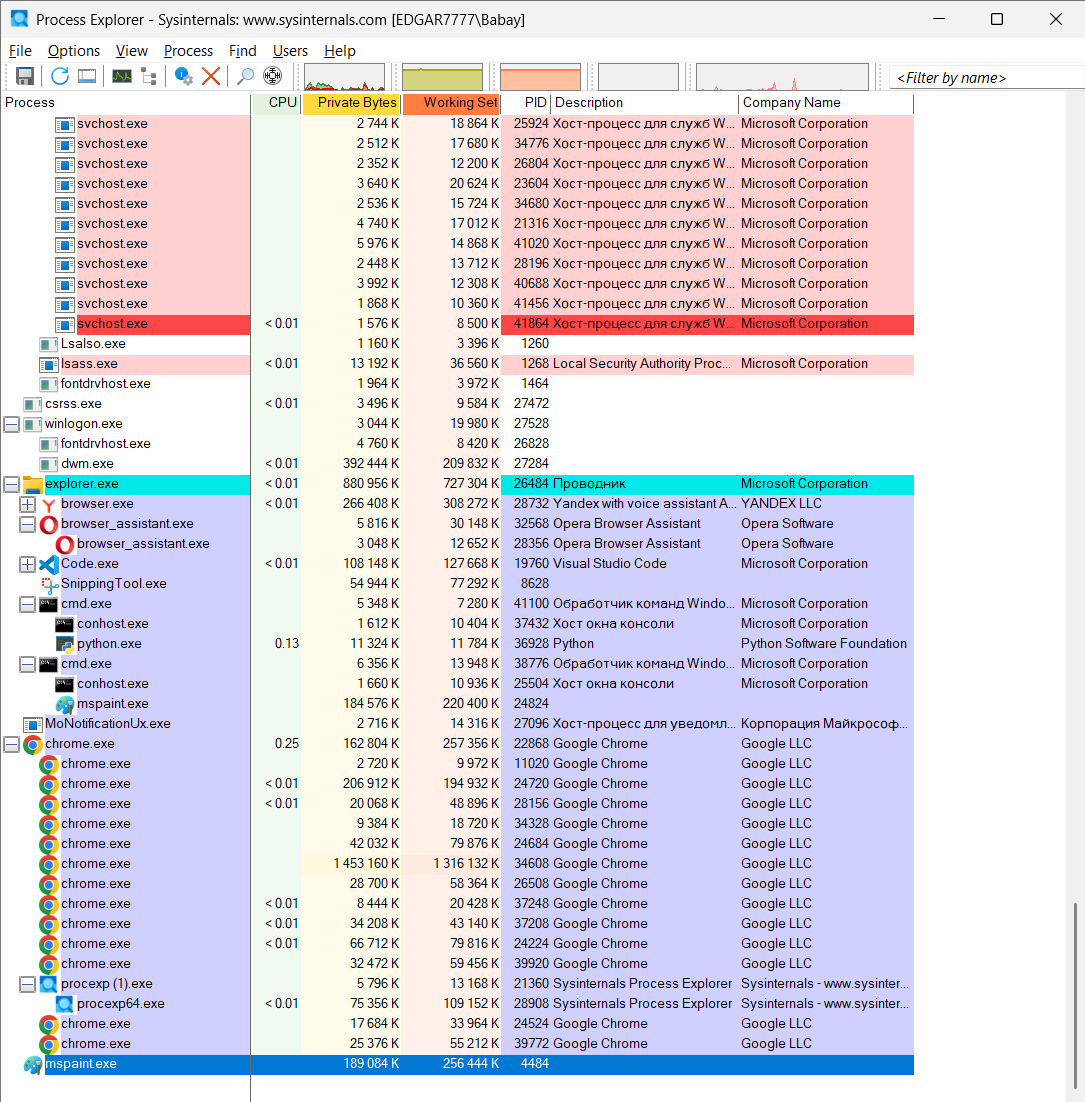 Process Explorer - Sysinternals: www.sysinternals.com [EDGAR7777\Babay]
File Options View Process Find Users Help
<Filter by name>
Process CPU Private Bytes Working Set PID Description Company Name
svchost.exe 2 744 K 18 864 K 25924 Хост-процесс для служб W... Microsoft Corporation
svchost.exe 2 512 K 17 680 K 34776 Хост-процесс для служб W... Microsoft Corporation
svchost.exe 2 352 K 12 200 K 26804 Хост-процесс для служб W... Microsoft Corporation
svchost.exe 3 640 K 20 624 K 23604 Хост-процесс для служб W... Microsoft Corporation
svchost.exe 2 536 K 15 724 K 34680 Хост-процесс для служб W... Microsoft Corporation
svchost.exe 4 740 K 17 012 K 21316 Хост-процесс для служб W... Microsoft Corporation
svchost.exe 5 976 K 14 868 K 41020 Хост-процесс для служб W... Microsoft Corporation
svchost.exe 2 448 K 13 712 K 28196 Хост-процесс для служб W... Microsoft Corporation
svchost.exe 3 992 K 12 308 K 40688 Хост-процесс для служб W... Microsoft Corporation
svchost.exe 1 868 K 10 360 K 41456 Хост-процесс для служб W... Microsoft Corporation
svchost.exe < 0.01 1 576 K 8 500 K 41864 Хост-процесс для служб W... Microsoft Corporation
Lsalso.exe 1 160 K 3 396 K 1260
lsass.exe < 0.01 13 192 K 36 560 K 1268 Local Security Authority Proc... Microsoft Corporation
fontdrvhost.exe 1 964 K 3 972 K 1464
csrss.exe < 0.01 3 496 K 9 584 K 27472
winlogon.exe 3 044 K 19 980 K 27528
fontdrvhost.exe 4 760 K 8 420 K 26828
dwm.exe < 0.01 392 444 K 209 832 K 27284
explorer.exe < 0.01 880 956 K 727 304 K 26484 Проводник Microsoft Corporation
browser.exe < 0.01 266 408 K 308 272 K 28732 Yandex with voice assistant A... YANDEX LLC
browser_assistant.exe 5 816 K 30 148 K 32568 Opera Browser Assistant Opera Software
browser_assistant.exe 3 048 K 12 652 K 28356 Opera Browser Assistant Opera Software
Code.exe < 0.01 108 148 K 127 668 K 19760 Visual Studio Code Microsoft Corporation
SnippingTool.exe 54 944 K 77 292 K 8628
cmd.exe 5 348 K 7 280 K 41100 Обработчик команд Windo... Microsoft Corporation
conhost.exe 1 612 K 10 404 K 37432 Хост окна консоли Microsoft Corporation
python.exe 0.13 11 324 K 11 784 K 36928 Python Python Software Foundation
cmd.exe 6 356 K 13 948 K 38776 Обработчик команд Windo... Microsoft Corporation
conhost.exe 1 660 K 10 936 K 25504 Хост окна консоли Microsoft Corporation
mspaint.exe 184 576 K 220 400 K 24824
MoNotificationUx.exe 2 716 K 14 316 K 27096 Хост-процесс для уведомл... Корпорация Майкрософ...
chrome.exe 0.25 162 804 K 257 356 K 22868 Google Chrome Google LLC
chrome.exe 2 720 K 9 972 K 11020 Google Chrome Google LLC
chrome.exe < 0.01 206 912 K 194 932 K 24720 Google Chrome Google LLC
chrome.exe < 0.01 20 068 K 48 896 K 28156 Google Chrome Google LLC
chrome.exe 9 384 K 18 720 K 34328 Google Chrome Google LLC
chrome.exe 42 032 K 79 876 K 24684 Google Chrome Google LLC
chrome.exe 1 453 160 K 1 316 132 K 34608 Google Chrome Google LLC
chrome.exe 28 700 K 58 364 K 26508 Google Chrome Google LLC
chrome.exe < 0.01 8 444 K 20 428 K 37248 Google Chrome Google LLC
chrome.exe < 0.01 34 208 K 43 140 K 37208 Google Chrome Google LLC
chrome.exe < 0.01 66 712 K 79 816 K 24224 Google Chrome Google LLC
chrome.exe 32 472 K 59 456 K 39920 Google Chrome Google LLC
procexp (1).exe 5 796 K 13 168 K 21360 Sysinternals Process Explorer Sysinternals - www.sysinter...
procexp64.exe < 0.01 75 356 K 109 152 K 28908 Sysinternals Process Explorer Sysinternals - www.sysinter...
chrome.exe 17 684 K 33 964 K 24524 Google Chrome Google LLC
chrome.exe 25 376 K 55 212 K 39772 Google Chrome Google LLC
mspaint.exe 189 084 K 256 444 K 4484